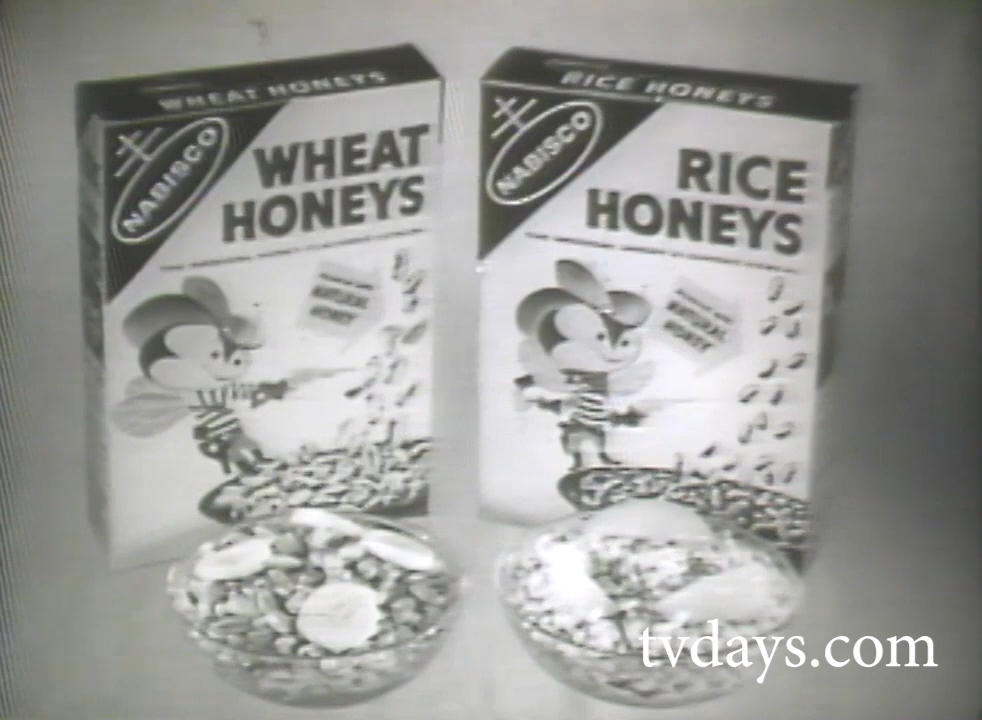 WHEAT HONEYS
NABISCO
WHEAT
HONEYS
NATURAL
HONEY
RICE HONEYS
NABISCO
RICE
HONEYS
NATURAL
HONEY
tvdays.com